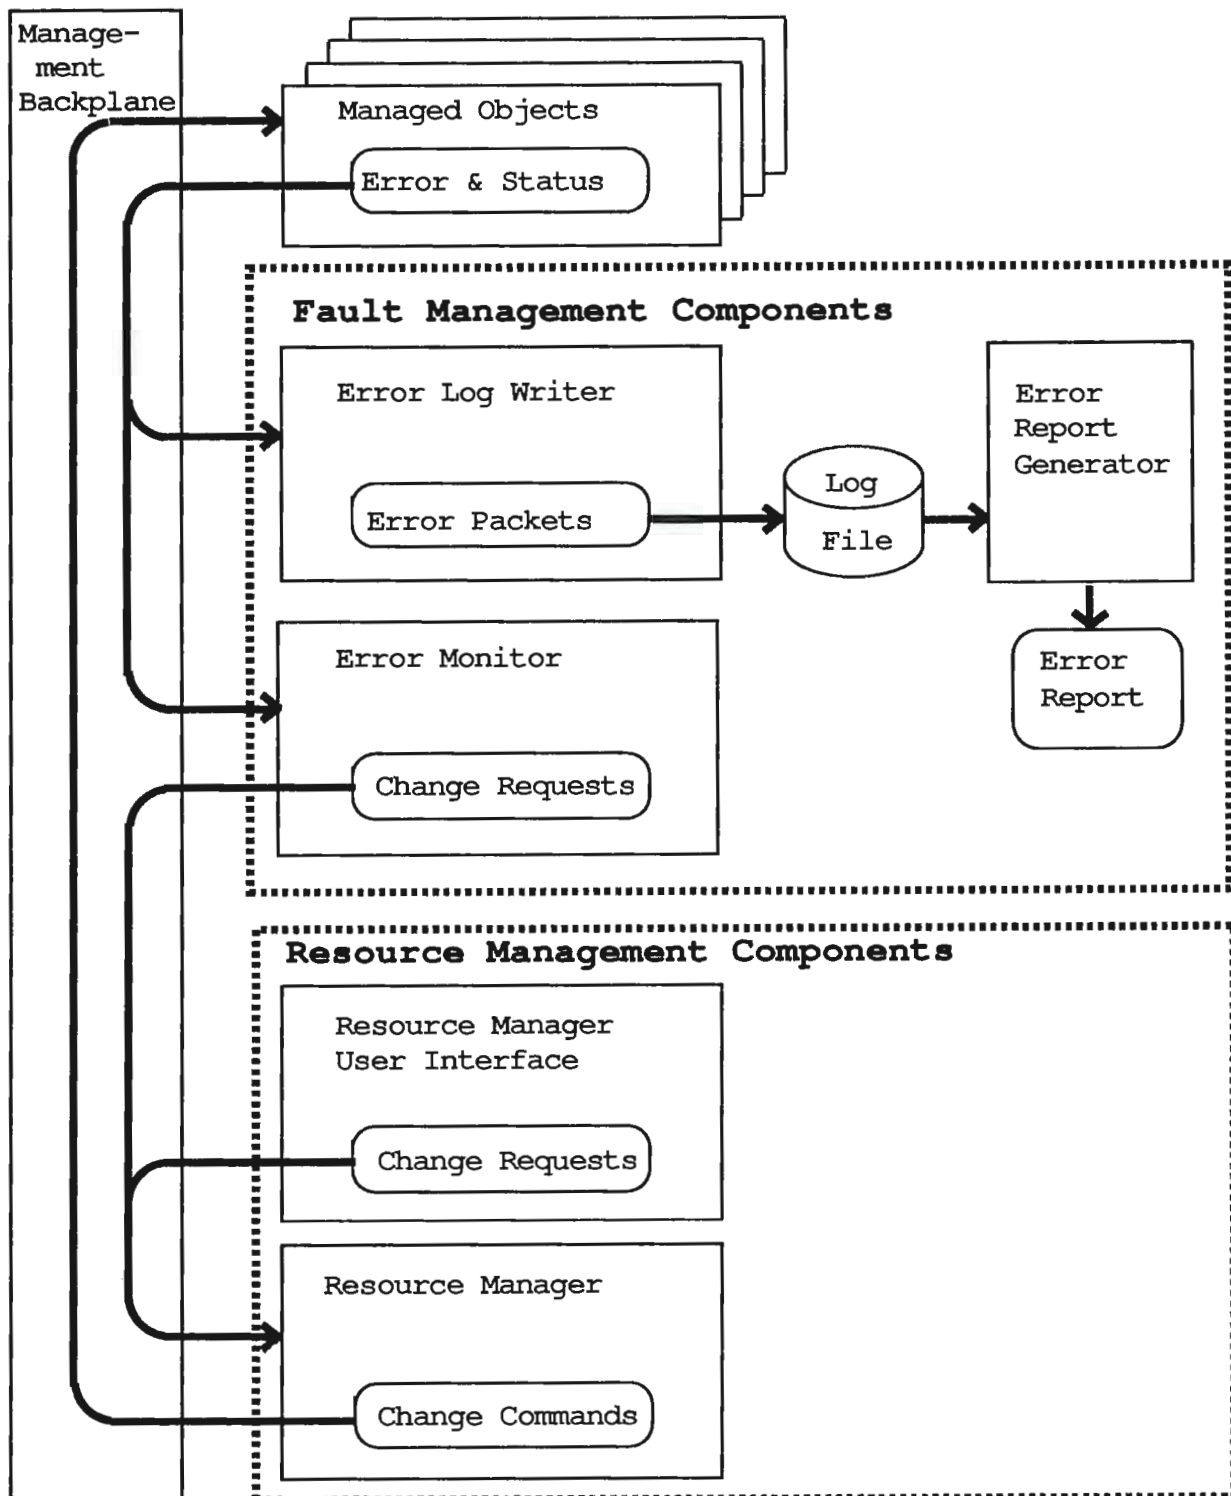 Manage-
ment
Backplane
Managed Objects
Error & Status
Fault Management Components
Error Log Writer
Error Packets
Log
File
Error
Report
Generator
Error
Report
Error Monitor
Change Requests
Resource Management Components
Resource Manager
User Interface
Change Requests
Resource Manager
Change Commands